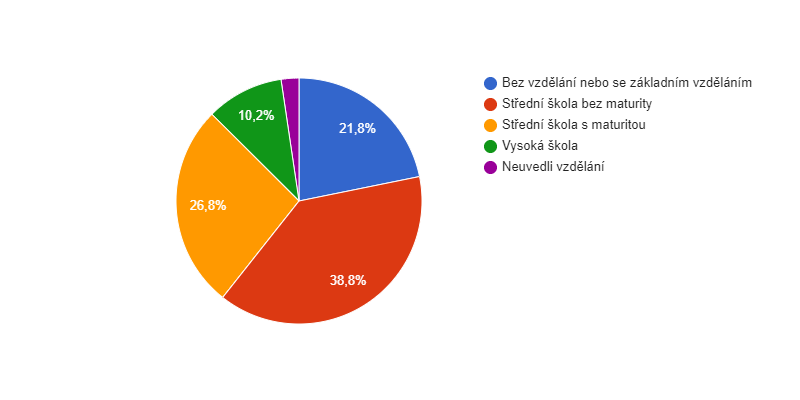 Bez vzdělání nebo se základním vzděláním
Střední škola bez maturity
Střední škola s maturitou
Vysoká škola
Neuvedli vzdělání
10,2%
21,8%
26,8%
38,8%